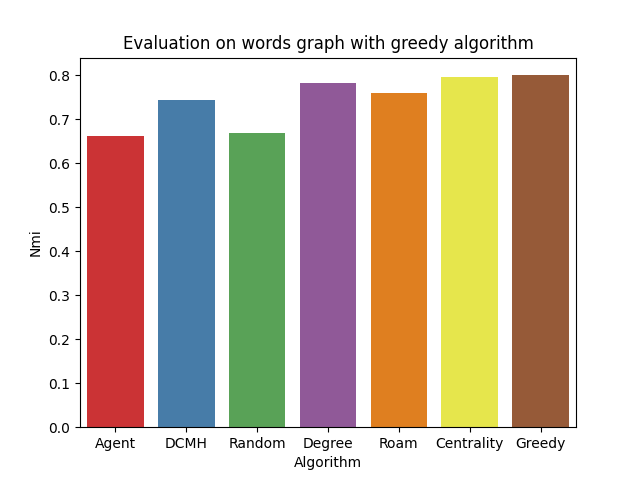 Evaluation on words graph with greedy algorithm
0.8
0.7
0.6
0.5
0.4
0.3
0.2
0.1
0.0
Nmi
Agent DCMH Random Degree Roam Centrality Greedy
Algorithm